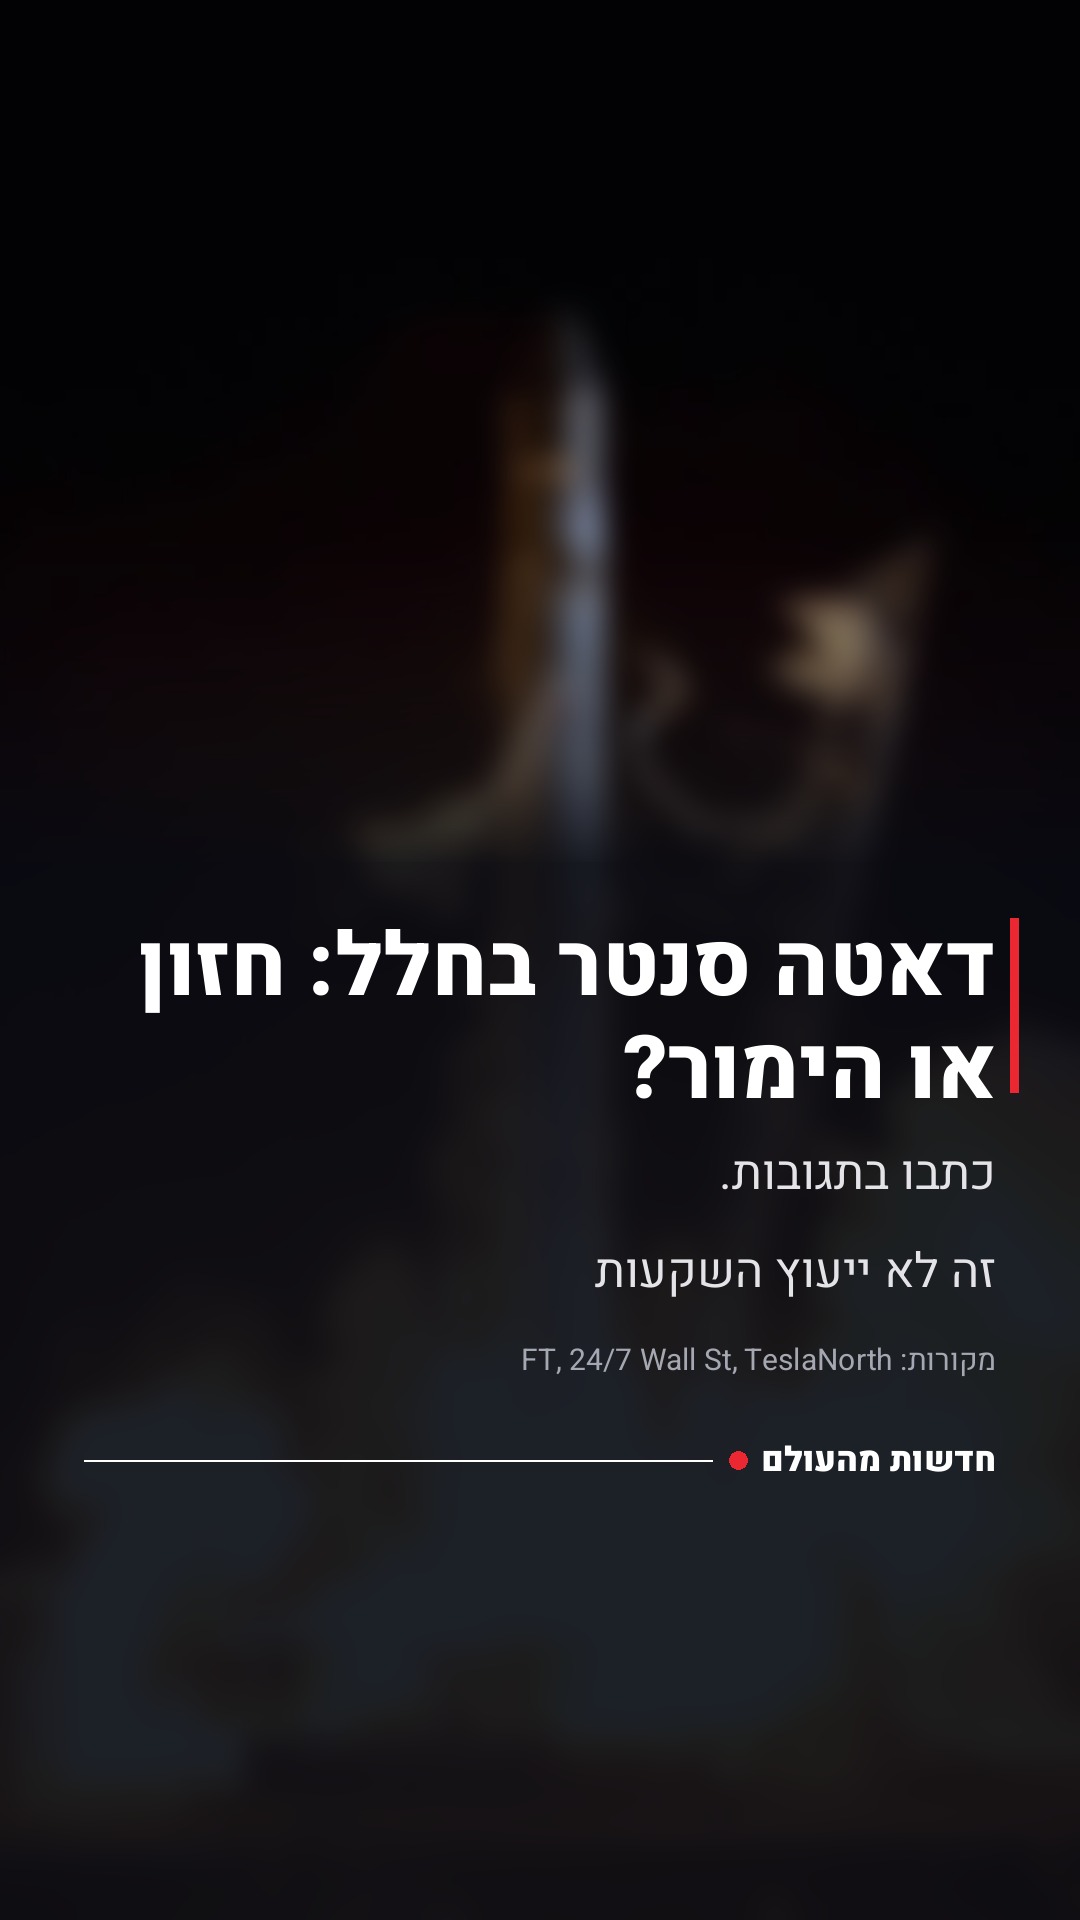 דאטה סנטר בחלל: חזון
או הימור?
כתבו בתגובות.
זה לא ייעוץ השקעות
מקורות: FT, 24/7 Wall St, TeslaNorth
חדשות מהעולם